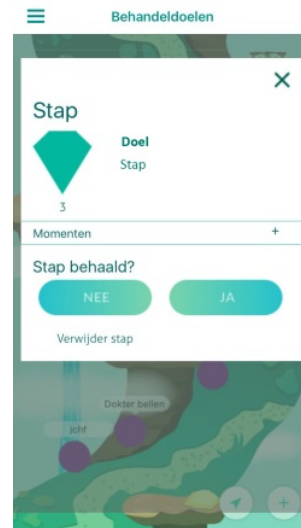 Behandeldoelen
Stap
Doel
Stap
3
Momenten +
Stap behaald?
NEE JA
Verwijder stap
Dokter bellen
jchf